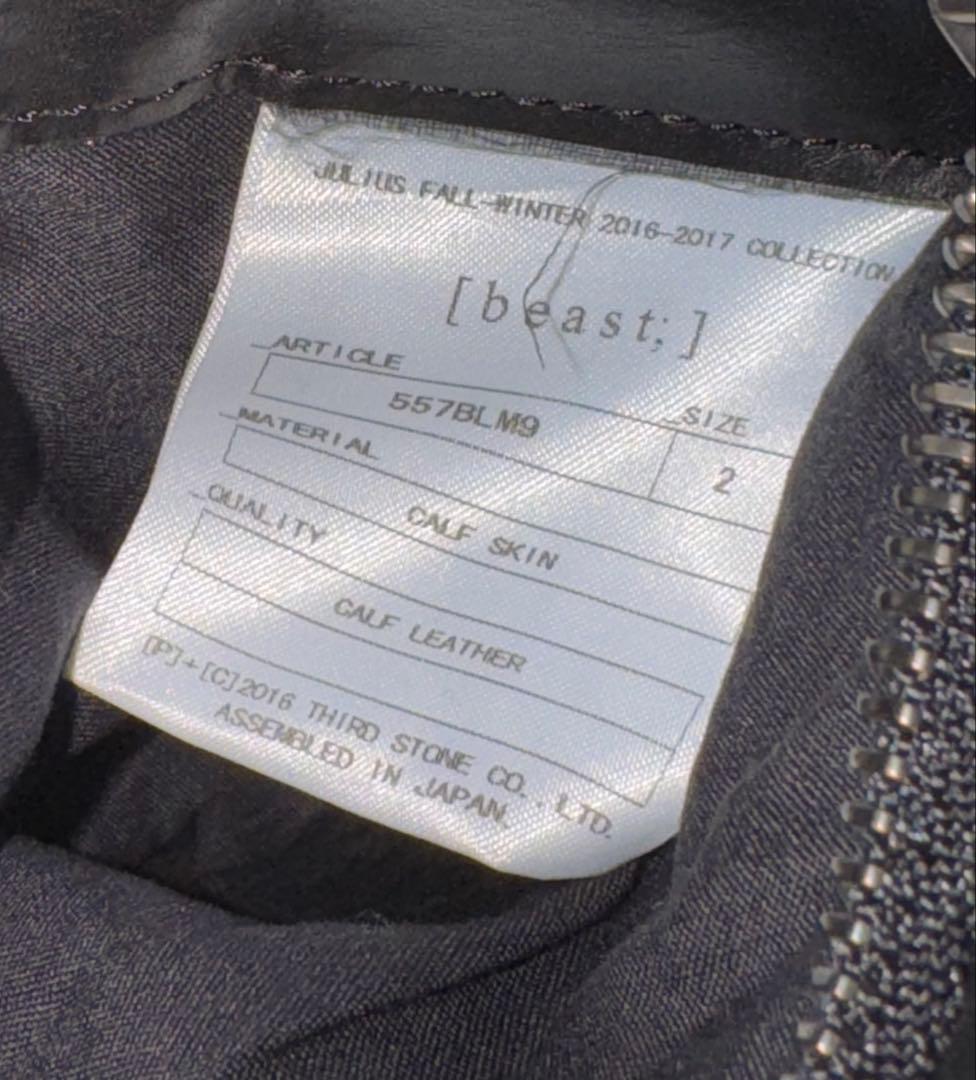 JULIUS FALL-WINTER 2016-2017 COLLECTION
[beast;]
ARTICLE SIZE
557BLM9 2
MATERIAL
CALF SKIN
QUALITY
CALF LEATHER
[P]+[C]2016 THIRD STONE CO., LTD.
ASSEMBLED IN JAPAN.